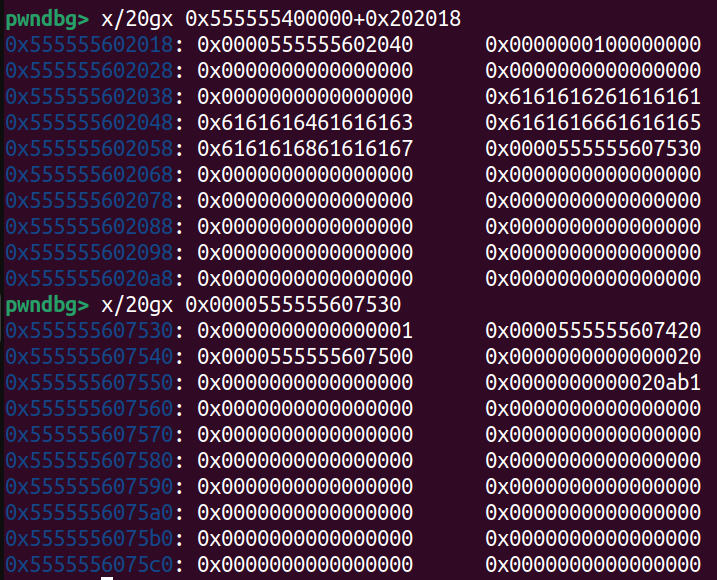 pwndbg> x/20gx 0x555555400000+0x202018
0x555555602018: 0x0000555555602040 0x0000000100000000
0x555555602028: 0x0000000000000000 0x0000000000000000
0x555555602038: 0x0000000000000000 0x6161616261616161
0x555555602048: 0x6161616461616163 0x6161616661616165
0x555555602058: 0x6161616861616167 0x0000555555607530
0x555555602068: 0x0000000000000000 0x0000000000000000
0x555555602078: 0x0000000000000000 0x0000000000000000
0x555555602088: 0x0000000000000000 0x0000000000000000
0x555555602098: 0x0000000000000000 0x0000000000000000
0x5555556020a8: 0x0000000000000000 0x0000000000000000
pwndbg> x/20gx 0x0000555555607530
0x555555607530: 0x0000000000000001 0x0000555555607420
0x555555607540: 0x0000555555607500 0x0000000000000020
0x555555607550: 0x0000000000000000 0x0000000000020ab1
0x555555607560: 0x0000000000000000 0x0000000000000000
0x555555607570: 0x0000000000000000 0x0000000000000000
0x555555607580: 0x0000000000000000 0x0000000000000000
0x555555607590: 0x0000000000000000 0x0000000000000000
0x5555556075a0: 0x0000000000000000 0x0000000000000000
0x5555556075b0: 0x0000000000000000 0x0000000000000000
0x5555556075c0: 0x0000000000000000 0x0000000000000000